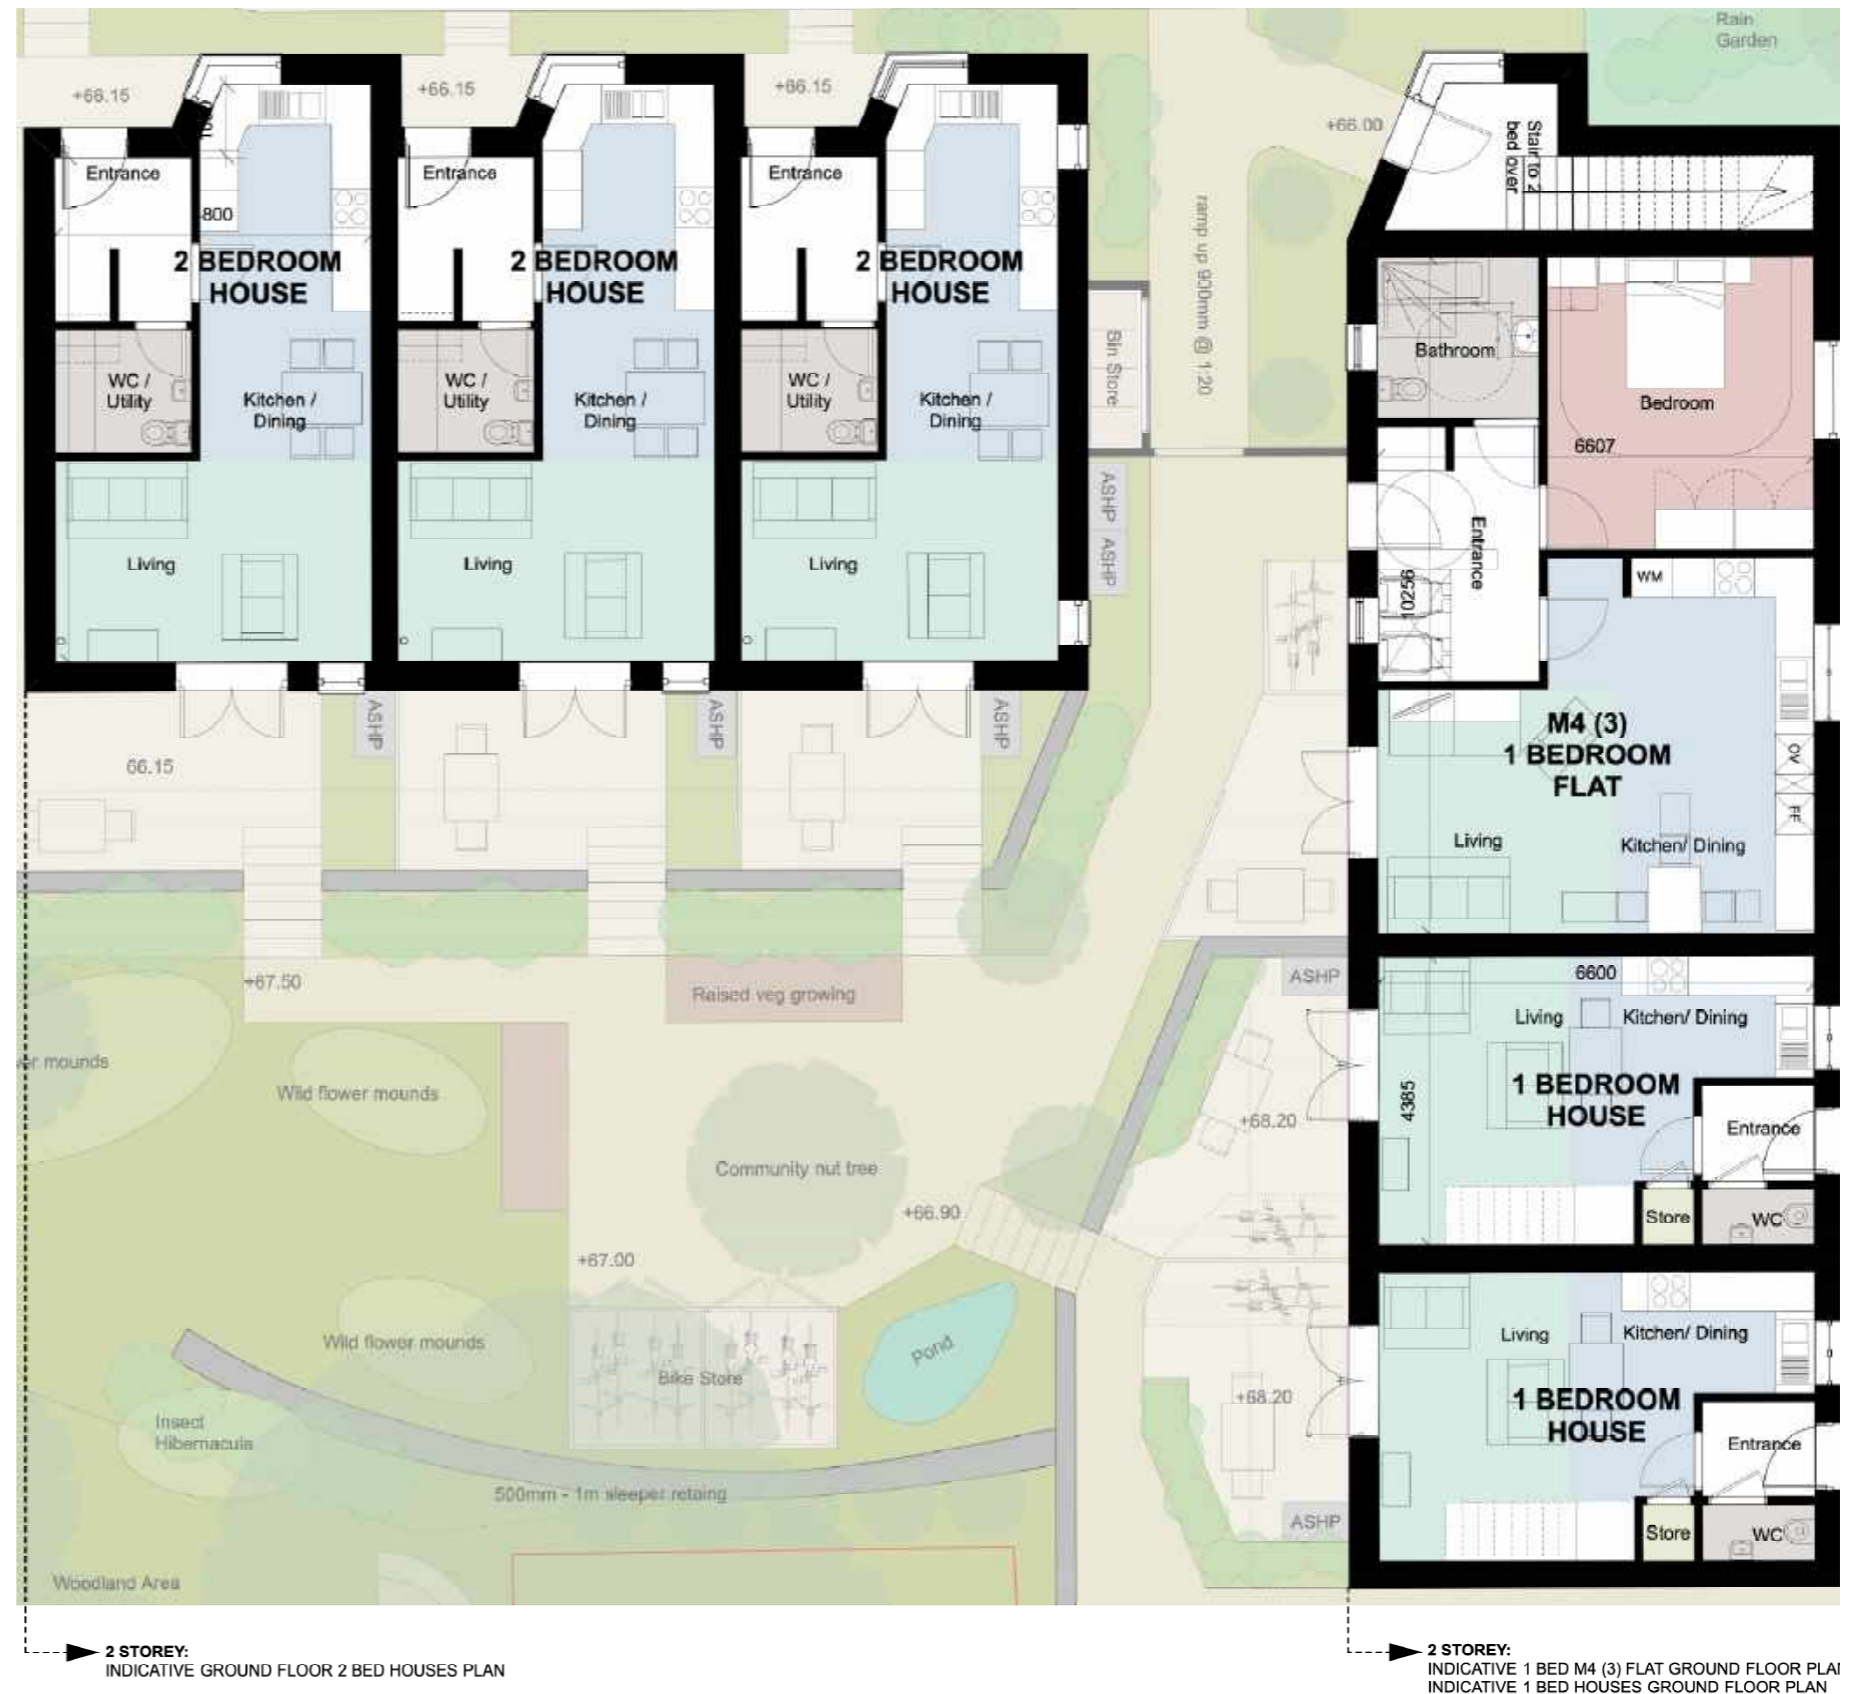 Rain
Garden
+66.15
+66.15
+66.15
+66.00
Stair to 2
bed over
Entrance
Entrance
Entrance
800
2 BEDROOM
HOUSE
2 BEDROOM
HOUSE
2 BEDROOM
HOUSE
ramp up 900mm @ 1:20
Bin Store
WC /
Utility
Kitchen /
Dining
WC /
Utility
Kitchen /
Dining
WC /
Utility
Kitchen /
Dining
Bathroom
Bedroom
6607
ASHP
ASHP
Entrance
10256
WM
Living
Living
Living
ASHP
ASHP
ASHP
66.15
M4 (3)
1 BEDROOM
FLAT
OV
FF
Living
Kitchen/ Dining
+67.50
Raised veg growing
ASHP
6600
Living
Kitchen/ Dining
er mounds
Wild flower mounds
1 BEDROOM
HOUSE
4385
+68.20
Entrance
Community nut tree
+66.90
Store
WC
+67.00
Wild flower mounds
Pond
Bike Store
Living
Kitchen/ Dining
+68.20
1 BEDROOM
HOUSE
Entrance
Insect
Hibernacula
500mm - 1m sleeper retaing
ASHP
Store
WC
Woodland Area
2 STOREY:
INDICATIVE GROUND FLOOR 2 BED HOUSES PLAN
2 STOREY:
INDICATIVE 1 BED M4 (3) FLAT GROUND FLOOR PLAN
INDICATIVE 1 BED HOUSES GROUND FLOOR PLAN